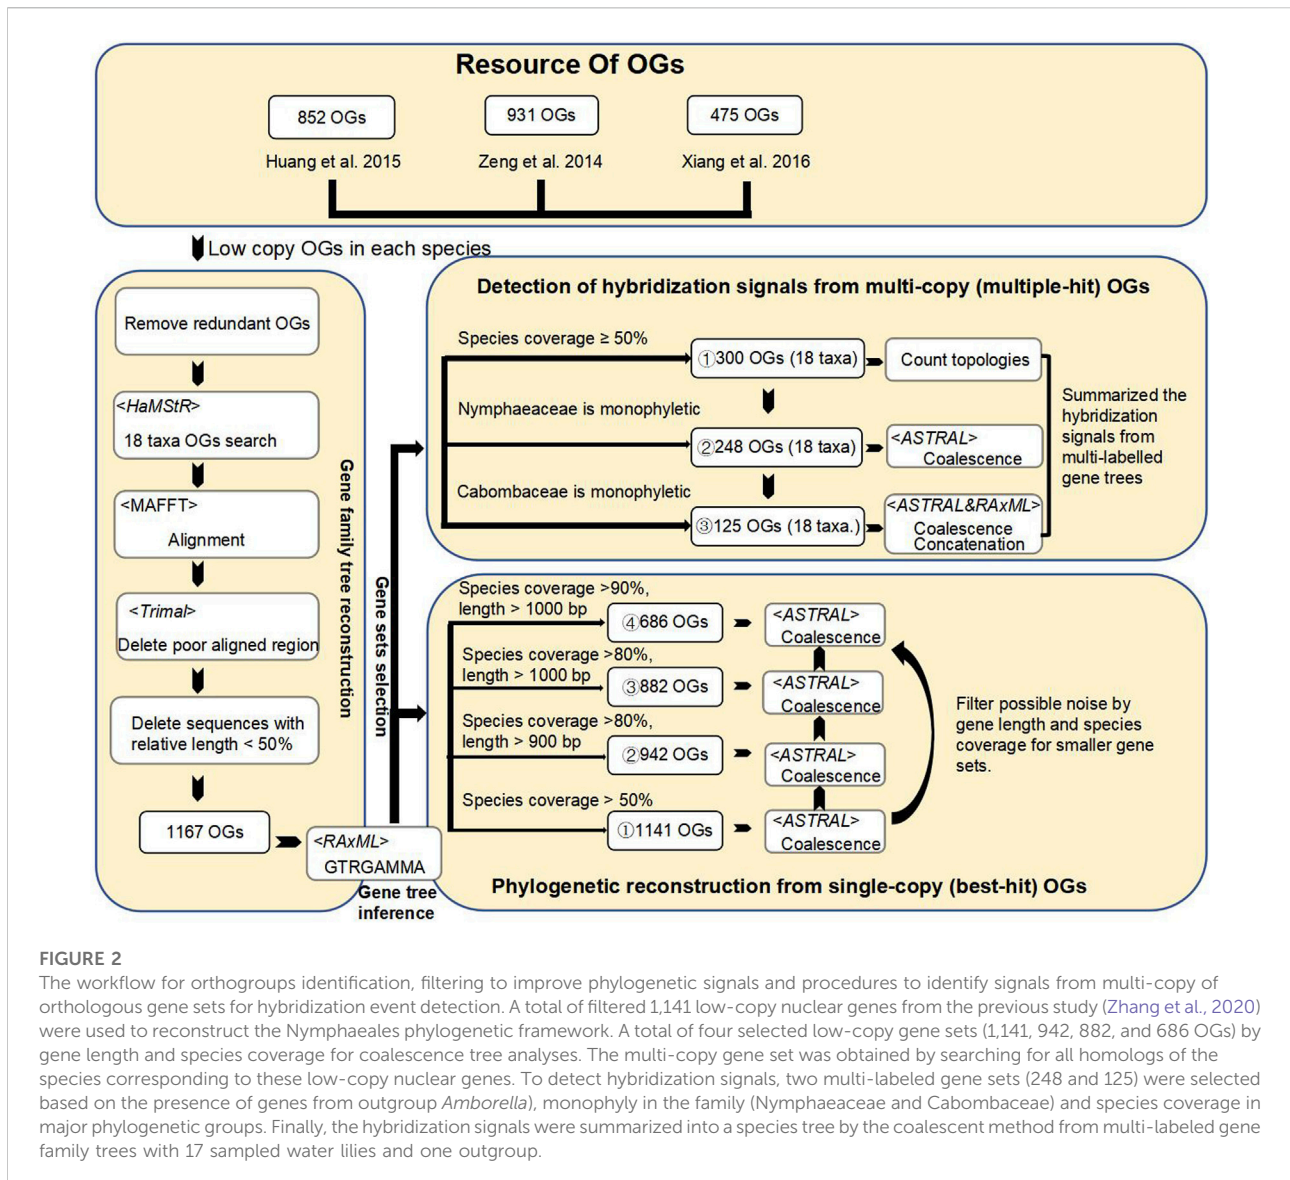 Resource Of OGs
852 OGs
931 OGs
475 OGs
Huang et al. 2015
Zeng et al. 2014
Xiang et al. 2016
Low copy OGs in each species
Remove redundant OGs
<HaMStR>
18 taxa OGs search
<MAFFT>
Alignment
<Trimal>
Delete poor aligned region
Delete sequences with
relative length < 50%
1167 OGs
Gene family tree reconstruction
<RAxML>
GTRGAMMA
Gene tree
inference
Gene sets selection
Detection of hybridization signals from multi-copy (multiple-hit) OGs
Species coverage ≥ 50%
①300 OGs (18 taxa)
Count topologies
Nymphaeaceae is monophyletic
②248 OGs (18 taxa)
<ASTRAL>
Coalescence
Cabombaceae is monophyletic
③125 OGs (18 taxa.)
<ASTRAL&RAxML>
Coalescence
Concatenation
Summarized the
hybridization
signals from
multi-labelled
gene trees
Species coverage >90%,
length > 1000 bp
④686 OGs
<ASTRAL>
Coalescence
Species coverage >80%,
length > 1000 bp
③882 OGs
<ASTRAL>
Coalescence
Species coverage >80%,
length > 900 bp
②942 OGs
<ASTRAL>
Coalescence
Species coverage > 50%
①1141 OGs
<ASTRAL>
Coalescence
Filter possible noise by
gene length and species
coverage for smaller gene
sets.
Phylogenetic reconstruction from single-copy (best-hit) OGs
FIGURE 2
The workflow for orthogroups identification, filtering to improve phylogenetic signals and procedures to identify signals from multi-copy of
orthologous gene sets for hybridization event detection. A total of filtered 1,141 low-copy nuclear genes from the previous study (Zhang et al., 2020)
were used to reconstruct the Nymphaeales phylogenetic framework. A total of four selected low-copy gene sets (1,141, 942, 882, and 686 OGs) by
gene length and species coverage for coalescence tree analyses. The multi-copy gene set was obtained by searching for all homologs of the
species corresponding to these low-copy nuclear genes. To detect hybridization signals, two multi-labeled gene sets (248 and 125) were selected
based on the presence of genes from outgroup Amborella), monophyly in the family (Nymphaeaceae and Cabombaceae) and species coverage in
major phylogenetic groups. Finally, the hybridization signals were summarized into a species tree by the coalescent method from multi-labeled gene
family trees with 17 sampled water lilies and one outgroup.